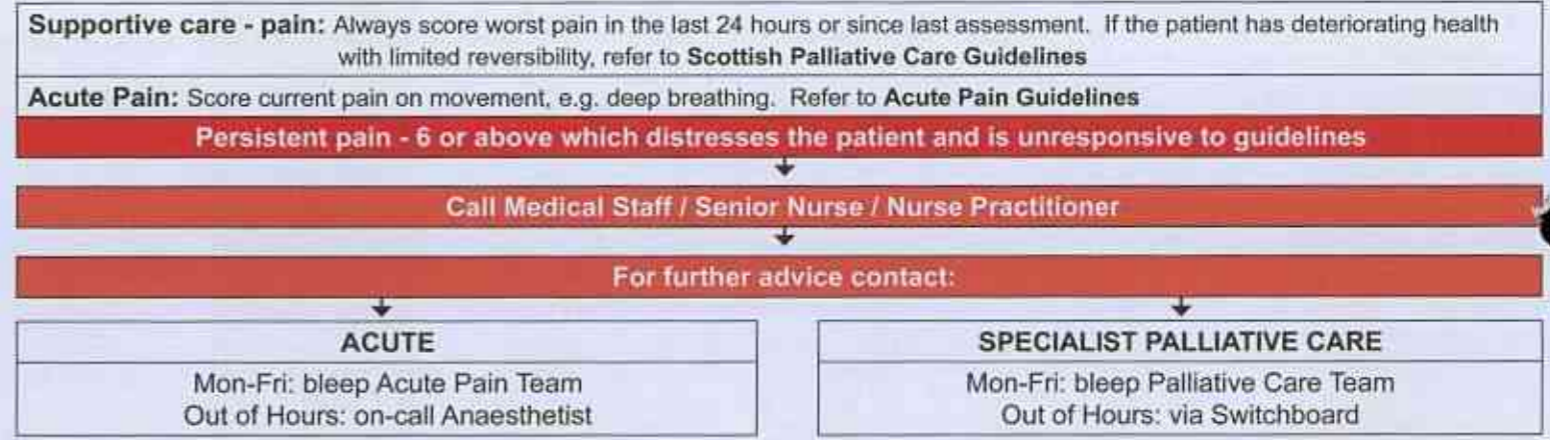 Supportive care - pain: Always score worst pain in the last 24 hours or since last assessment. If the patient has deteriorating health
with limited reversibility, refer to Scottish Palliative Care Guidelines
Acute Pain: Score current pain on movement, e.g. deep breathing. Refer to Acute Pain Guidelines
Persistent pain - 6 or above which distresses the patient and is unresponsive to guidelines
Call Medical Staff / Senior Nurse / Nurse Practitioner
For further advice contact:
ACUTE
Mon-Fri: bleep Acute Pain Team
Out of Hours: on-call Anaesthetist
SPECIALIST PALLIATIVE CARE
Mon-Fri: bleep Palliative Care Team
Out of Hours: via Switchboard